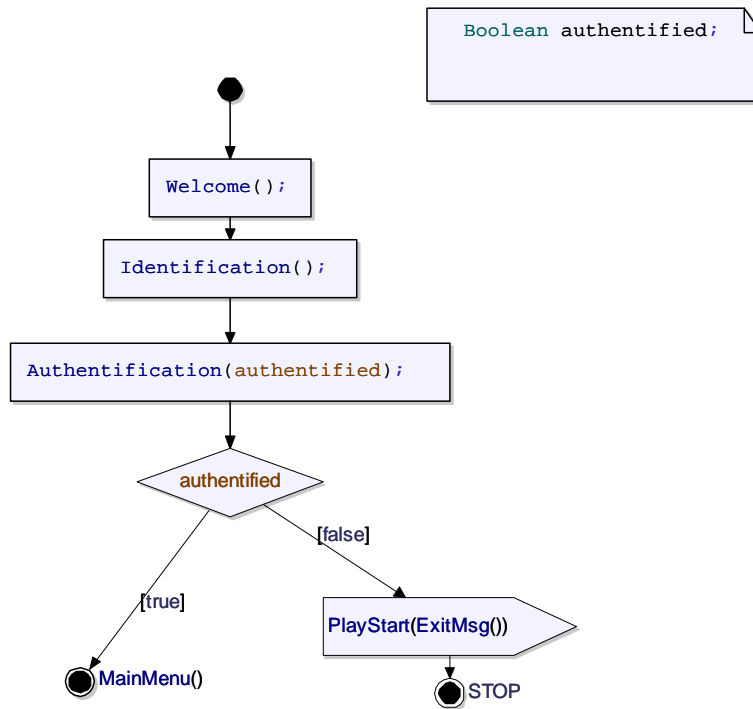 Boolean authentified;
Welcome();
Identification();
Authentification(authentified);
authentified
[false]
[true]
PlayStart(ExitMsg())
MainMenu()
STOP